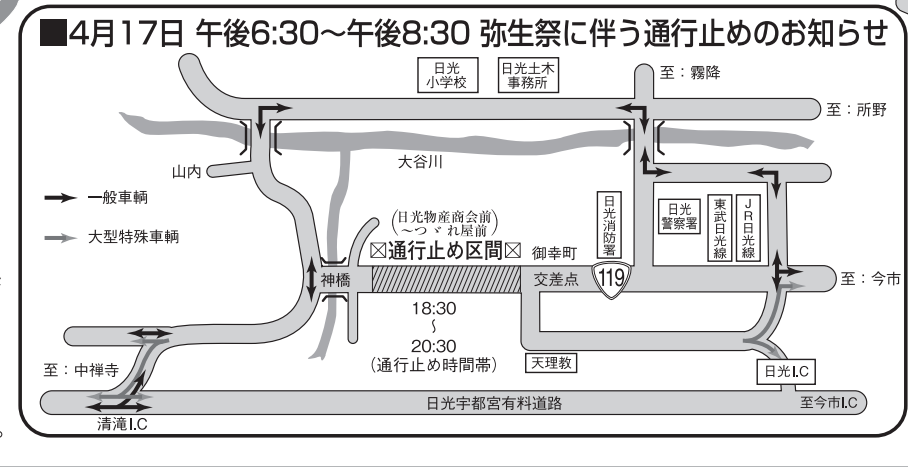 ■4月17日 午後6:30～午後8:30 弥生祭に伴う通行止めのお知らせ
日光
小学校
日光土木
事務所
至：霧降
至：所野
大谷川
山内
一般車輌
大型特殊車輌
(日光物産商会前
～つゞれ屋前)
☒通行止め区間☒
御幸町
交差点
日光消防署
119
日光
警察署
東武日光線
JR日光線
至：今市
神橋
18:30
～
20:30
(通行止め時間帯)
天理教
至：中禅寺
日光I.C
日光宇都宮有料道路
至今市I.C
清滝I.C